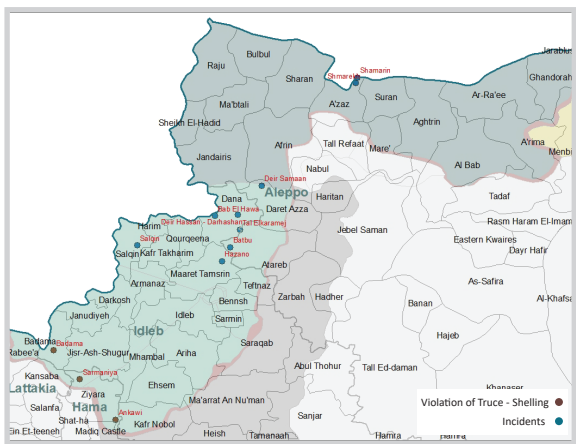 Jarablus
Bulbul
Raju
Shamarin
Shmarekh
Sharan
Ghandorah
Ma'btali
A'zaz
Suran
Ar-Ra'ee
Sheikh El-Hadid
Aghtrin
Afrin
Tall Refaat
Mare'
A'rima
Jandairis
Menbij
Nabul
Al Bab
Deir Samaan
Aleppo
Dana
Haritan
Tadaf
Bab El Hawa
Daret Azza
Deir Hassan - Darhashan
Tal Elkaramej
Rasm Haram El-Imam
Harim
Jebel Saman
Salqin
Qourqeena
Batbu
Eastern Kwaires
Salqin
Kafr Takharim
Hazano
Dayr Hafir
Atareb
Maaret Tamsrin
As-Safira
Armanaz
Teftnaz
Darkosh
Bennsh
Zarbah
Hadher
Al-Khafsa
Janudiyeh
Idleb
Banan
Sarmin
Idleb
Hajeb
Badama
Badama
Saraqab
Rabee'a
Jisr-Ash-Shugur
Ariha
Mhambal
Abul Thohur
Tall Ed-daman
Kansaba
Salmaniya
Lattakia
Ehsem
Khanaser
Ziyara
Ma'arrat An Nu'man
Salanfa
Hama
Violation of Truce - Shelling
Ankawi
Sanjar
Shat-ha
Incidents
Kafr Nobol
Ein Et-feeneh
Madiq Castle
Heish
Tamanaah
Hamra